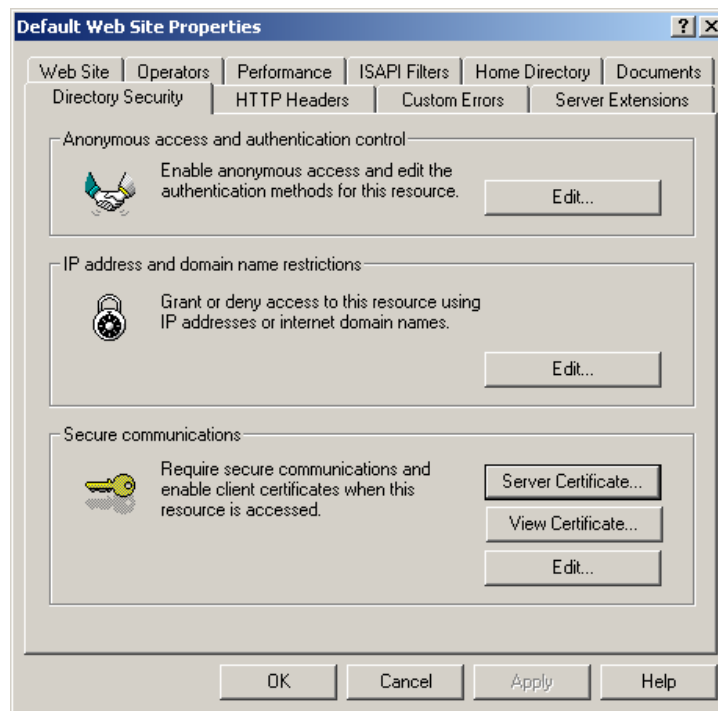 Default Web Site Properties
Web Site
Operators
Performance
ISAPI Filters
Home Directory
Documents
Directory Security
HTTP Headers
Custom Errors
Server Extensions
Anonymous access and authentication control
Enable anonymous access and edit the
authentication methods for this resource.
Edit...
IP address and domain name restrictions
Grant or deny access to this resource using
IP addresses or internet domain names.
Edit...
Secure communications
Require secure communications and
enable client certificates when this
resource is accessed.
Server Certificate...
View Certificate...
Edit...
OK
Cancel
Apply
Help